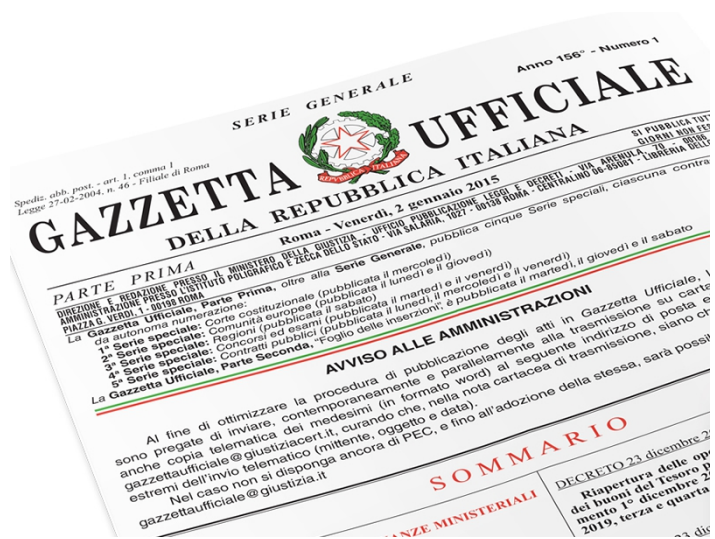 SERIE GENERALE
Anno 156° - Numero 1
Spediz. abb. post. - art. 1, comma 1
Legge 27-02-2004, n. 46 - Filiale di Roma
GAZZETTA UFFICIALE
REPVBBLICA ITALIANA
DELLA REPUBBLICA ITALIANA
PARTE PRIMA
Roma - Venerdì, 2 gennaio 2015
SI PUBBLICA TUTT
GIORNI NON FES
DIREZIONE E REDAZIONE PRESSO IL MINISTERO DELLA GIUSTIZIA - UFFICIO PUBBLICAZIONE LEGGI E DECRETI - VIA ARENULA, 70 - 00186
AMMINISTRAZIONE PRESSO L'ISTITUTO POLIGRAFICO E ZECCA DELLO STATO - VIA SALARIA, 1027 - 00138 ROMA - CENTRALINO 06-85081 - LIBRERIA DELLO
PIAZZA G. VERDI, 1 - 00198 ROMA
La Gazzetta Ufficiale, Parte Prima, oltre alla Serie Generale, pubblica cinque Serie speciali, ciascuna contra
da autonoma numerazione:
1ª Serie speciale: Corte costituzionale (pubblicata il mercoledì)
2ª Serie speciale: Comunità europee (pubblicata il lunedì e il giovedì)
3ª Serie speciale: Regioni (pubblicata il sabato)
4ª Serie speciale: Concorsi ed esami (pubblicata il martedì e il venerdì)
5ª Serie speciale: Contratti pubblici (pubblicata il lunedì, il mercoledì e il venerdì)
La Gazzetta Ufficiale, Parte Seconda, "Foglio delle inserzioni", è pubblicata il martedì, il giovedì e il sabato
AVVISO ALLE AMMINISTRAZIONI
Al fine di ottimizzare la procedura di pubblicazione degli atti in Gazzetta Ufficiale, l
sono pregate di inviare, contemporaneamente e parallelamente alla trasmissione su carta
anche copia telematica dei medesimi (in formato word) al seguente indirizzo di posta e
gazzettaufficiale@giustiziacert.it, curando che, nella nota cartacea di trasmissione, siano ch
estremi dell'invio telematico (mittente, oggetto e data).
Nel caso non si disponga ancora di PEC, e fino all'adozione della stessa, sarà possi
gazzettaufficiale@giustizia.it
SOMMARIO
ANZE MINISTERIALI
DECRETO 23 dicembre 2
Riapertura delle ope
dei buoni del Tesoro p
mento 1° dicembre 2
2019, terza e quarta